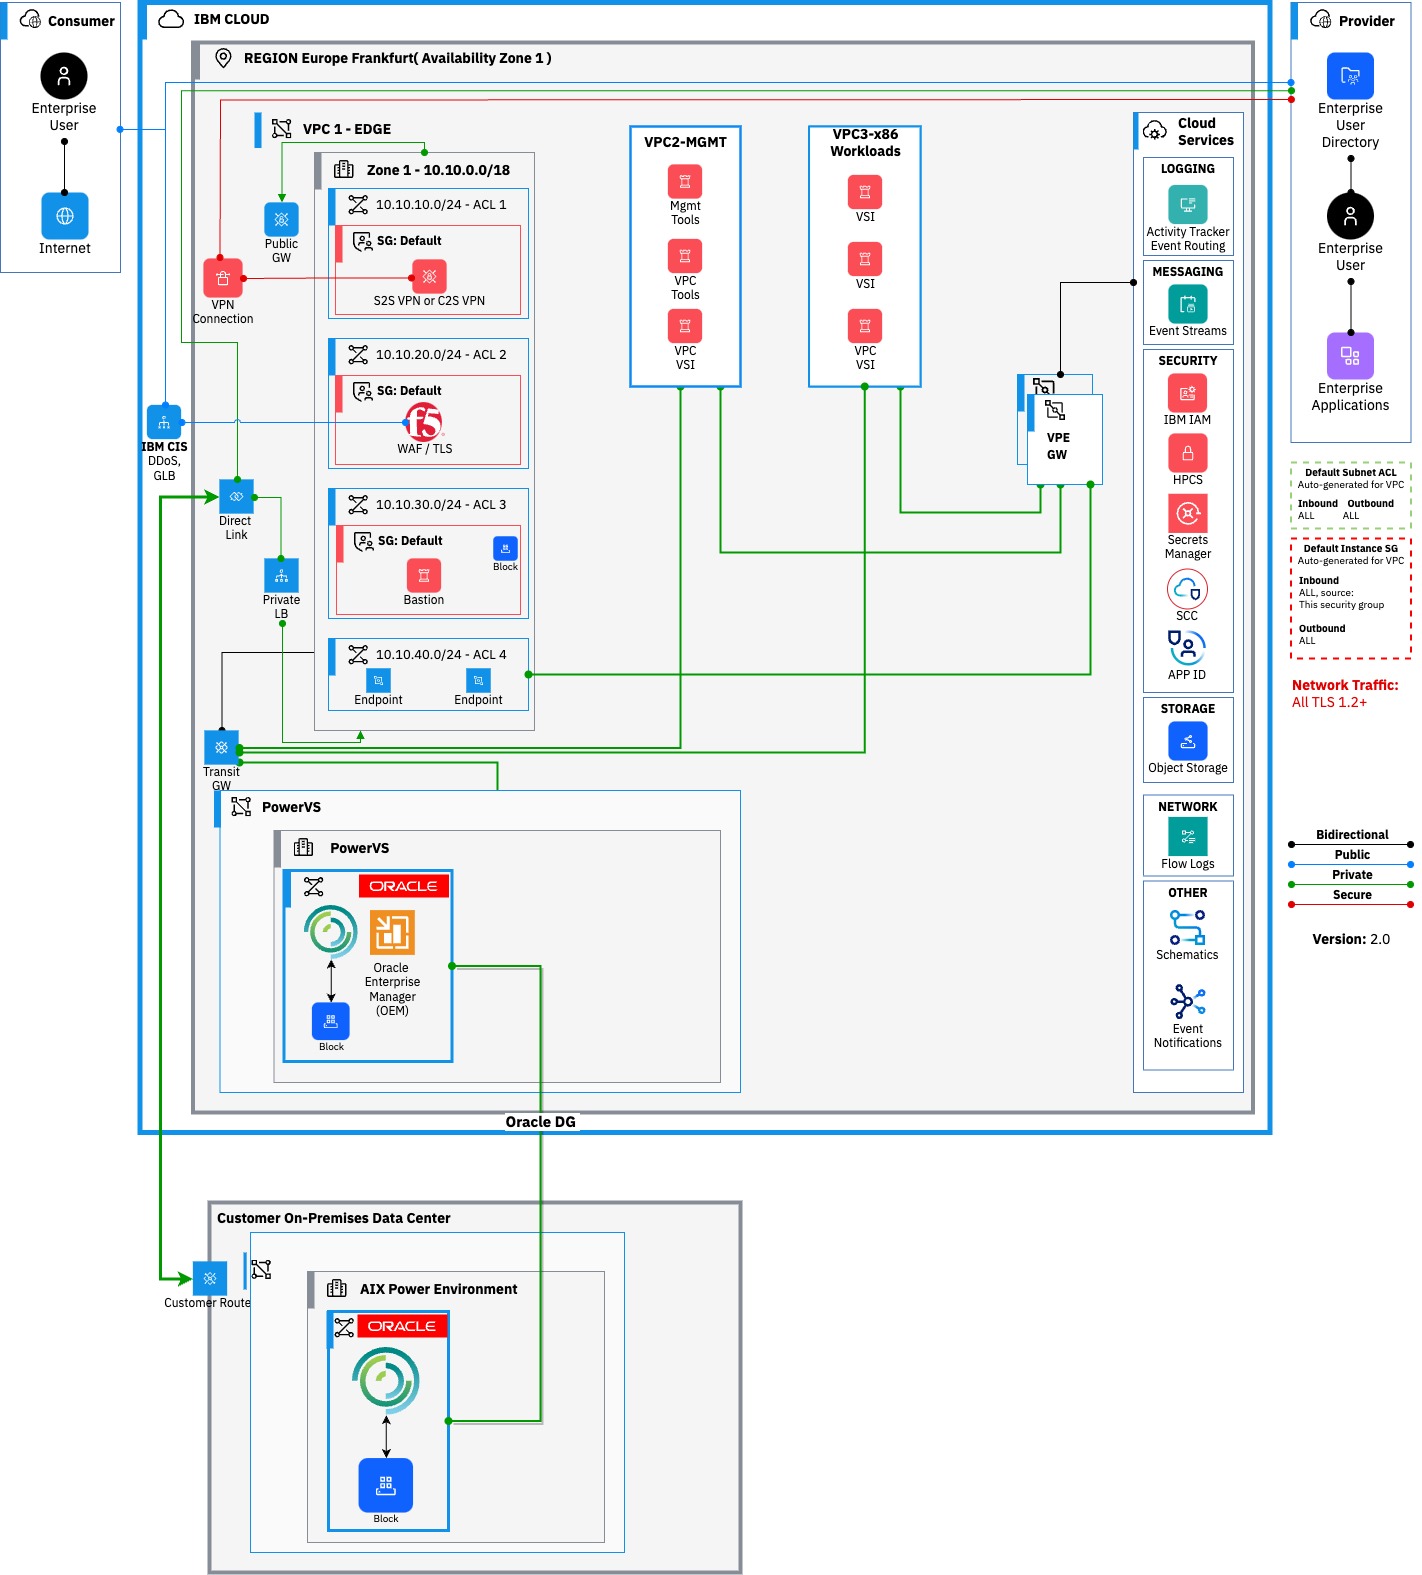 Consumer
Enterprise
User
Internet
IBM CLOUD
REGION Europe Frankfurt( Availability Zone 1 )
VPC 1 - EDGE
Public
GW
VPN
Connection
Zone 1 - 10.10.0.0/18
10.10.10.0/24 - ACL 1
SG: Default
S2S VPN or C2S VPN
10.10.20.0/24 - ACL 2
SG: Default
f5
WAF / TLS
10.10.30.0/24 - ACL 3
SG: Default
Block
Bastion
10.10.40.0/24 - ACL 4
Endpoint
Endpoint
IBM CIS
DDoS,
GLB
Direct
Link
Private
LB
Transit
GW
VPC2-MGMT
Mgmt
Tools
VPC
Tools
VPC
VSI
VPC3-x86
Workloads
VSI
VSI
VPC
VSI
VPE
GW
Cloud
Services
LOGGING
Activity Tracker
Event Routing
MESSAGING
Event Streams
SECURITY
IBM IAM
HPCS
Secrets
Manager
SCC
APP ID
STORAGE
Object Storage
NETWORK
Flow Logs
OTHER
Schematics
Event
Notifications
Provider
Enterprise
User
Directory
Enterprise
User
Enterprise
Applications
Default Subnet ACL
Auto-generated for VPC
Inbound Outbound
ALL ALL
Default Instance SG
Auto-generated for VPC
Inbound
ALL, source:
This security group
Outbound
ALL
Network Traffic:
All TLS 1.2+
Bidirectional
Public
Private
Secure
Version: 2.0
PowerVS
PowerVS
ORACLE
Oracle
Enterprise
Manager
(OEM)
Block
Oracle DG
Customer On-Premises Data Center
Customer Route
AIX Power Environment
ORACLE
Block